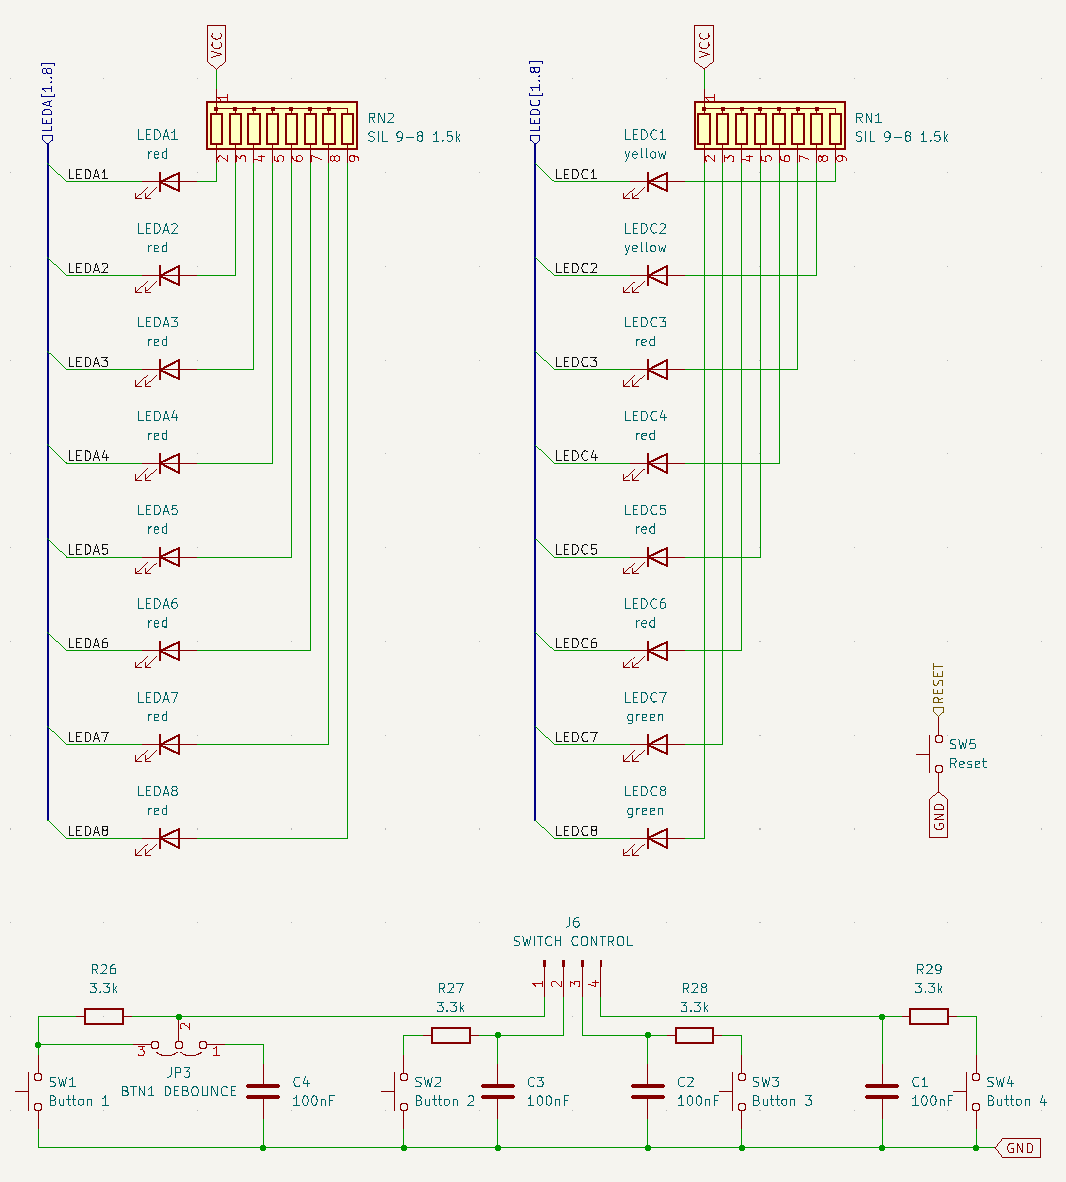 VCC
LEDA[1..8]
1
RN2
SIL 9-8 1.5k
2 3 4 5 6 7 8 9
LEDA1
red
LEDA1
LEDA2
red
LEDA2
LEDA3
red
LEDA3
LEDA4
red
LEDA4
LEDA5
red
LEDA5
LEDA6
red
LEDA6
LEDA7
red
LEDA7
LEDA8
red
LEDA8
VCC
LEDC[1..8]
1
RN1
SIL 9-8 1.5k
2 3 4 5 6 7 8 9
LEDC1
yellow
LEDC1
LEDC2
yellow
LEDC2
LEDC3
red
LEDC3
LEDC4
red
LEDC4
LEDC5
red
LEDC5
LEDC6
red
LEDC6
LEDC7
green
LEDC7
LEDC8
green
LEDC8
RESET
SW5
Reset
GND
J6
SWITCH CONTROL
1 2 3 4
R26
3.3k
R27
3.3k
R28
3.3k
R29
3.3k
2
3 1
JP3
BTN1 DEBOUNCE
SW1
Button 1
C4
100nF
SW2
Button 2
C3
100nF
C2
100nF
SW3
Button 3
C1
100nF
SW4
Button 4
GND